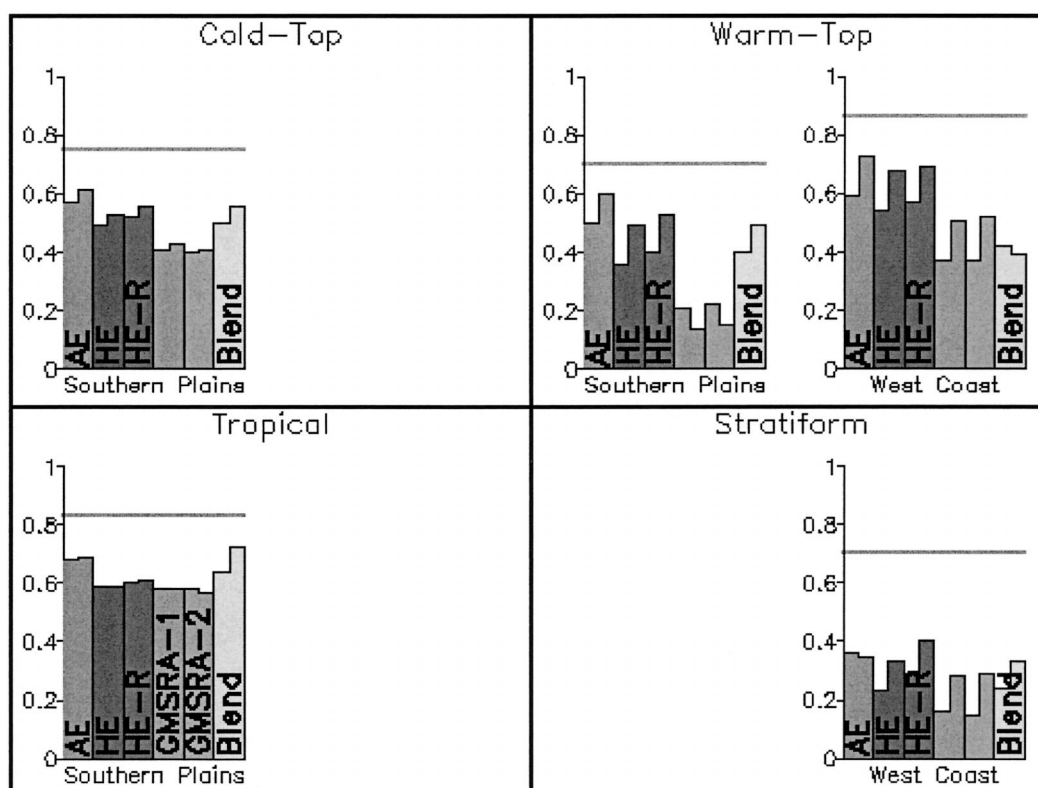 Cold-Top
1
0.8
0.6
0.4
0.2
0
AE
HE
HE-R
Blend
Southern Plains
Warm-Top
1
0.8
0.6
0.4
0.2
0
AE
HE
HE-R
Blend
Southern Plains
1
0.8
0.6
0.4
0.2
0
AE
HE
HE-R
Blend
West Coast
Tropical
1
0.8
0.6
0.4
0.2
0
AE
HE
HE-R
GMSRA-1
GMSRA-2
Blend
Southern Plains
Stratiform
1
0.8
0.6
0.4
0.2
0
AE
HE
HE-R
Blend
West Coast